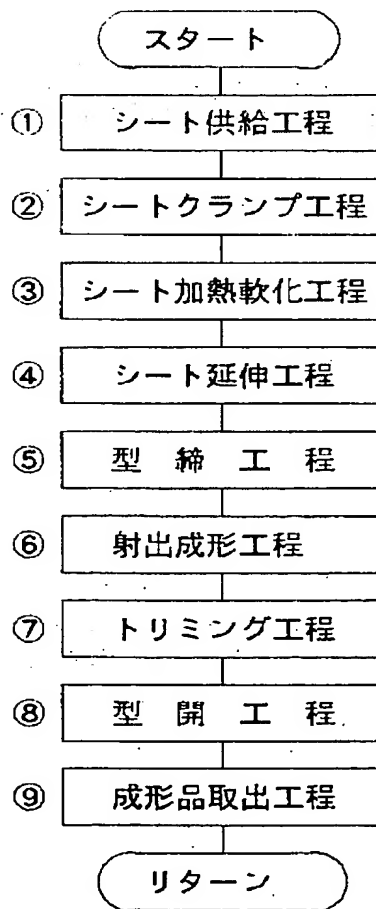 スタート
① シート供給工程
② シートクランプ工程
③ シート加熱軟化工程
④ シート延伸工程
⑤ 型締工程
⑥ 射出成形工程
⑦ トリミング工程
⑧ 型開工程
⑨ 成形品取出工程
リターン